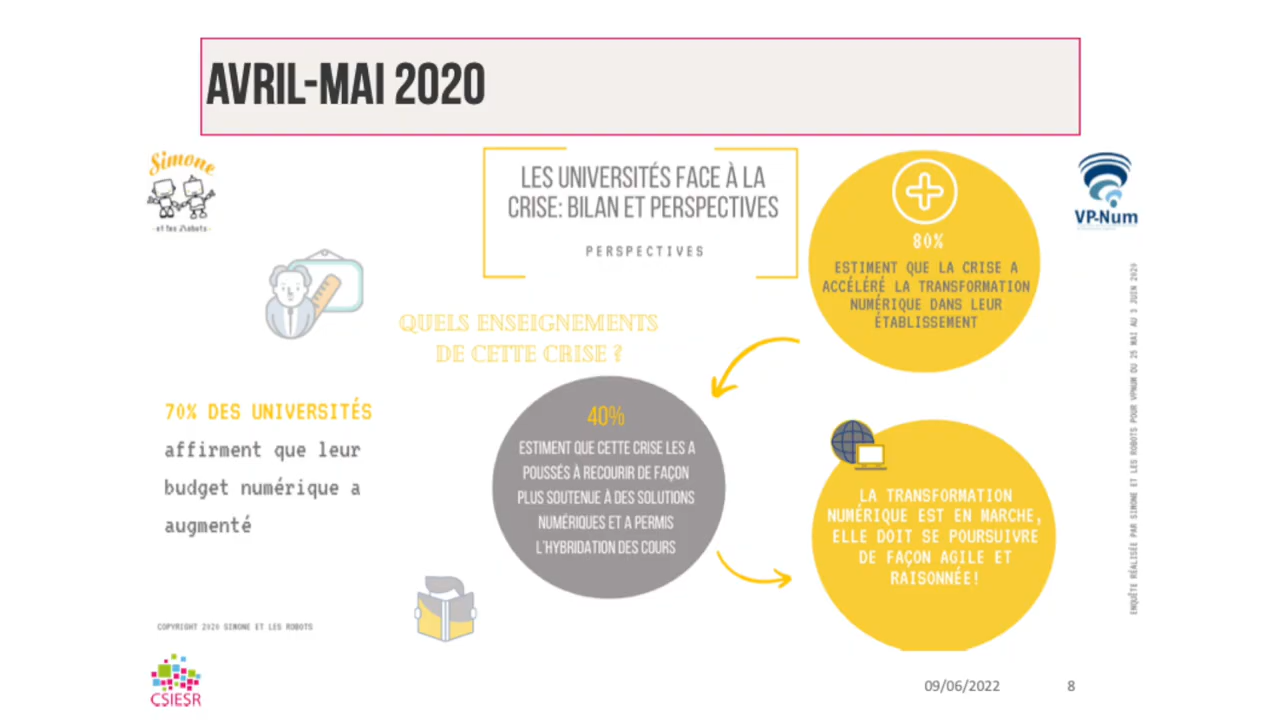 AVRIL-MAI 2020
Simone
et les Robots
LES UNIVERSITÉS FACE À LA
CRISE: BILAN ET PERSPECTIVES
PERSPECTIVES
80%
ESTIMENT QUE LA CRISE A
ACCÉLÉRÉ LA TRANSFORMATION
NUMÉRIQUE DANS LEUR
ÉTABLISSEMENT
VP-Num
QUELS ENSEIGNEMENTS
DE CETTE CRISE ?
70% DES UNIVERSITÉS
affirment que leur
budget numérique a
augmenté
40%
ESTIMENT QUE CETTE CRISE LES A
POUSSÉS À RECOURIR DE FAÇON
PLUS SOUTENUE À DES SOLUTIONS
NUMÉRIQUES ET A PERMIS
L'HYBRIDATION DES COURS
LA TRANSFORMATION
NUMÉRIQUE EST EN MARCHE,
ELLE DOIT SE POURSUIVRE
DE FAÇON AGILE ET
RAISONNÉE!
ENQUÊTE RÉALISÉE PAR SIMONE ET LES ROBOTS POUR VPNUM DU 25 MAI AU 3 JUIN 2020
COPYRIGHT 2020 SIMONE ET LES ROBOTS
CSIESR
09/06/2022
8